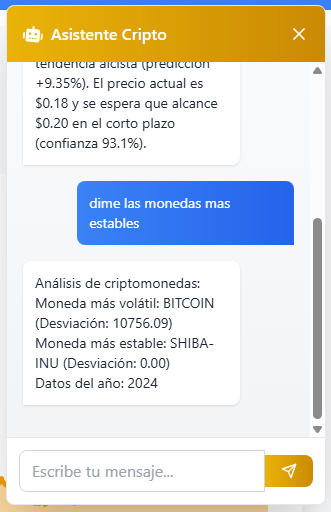 Asistente Cripto
tendencia alcista (predicción
+9.35%). El precio actual es
$0.18 y se espera que alcance
$0.20 en el corto plazo
(confianza 93.1%).
dime las monedas mas
estables
Análisis de criptomonedas:
Moneda más volátil: BITCOIN
(Desviación: 10756.09)
Moneda más estable: SHIBA-
INU (Desviación: 0.00)
Datos del año: 2024
Escribe tu mensaje...